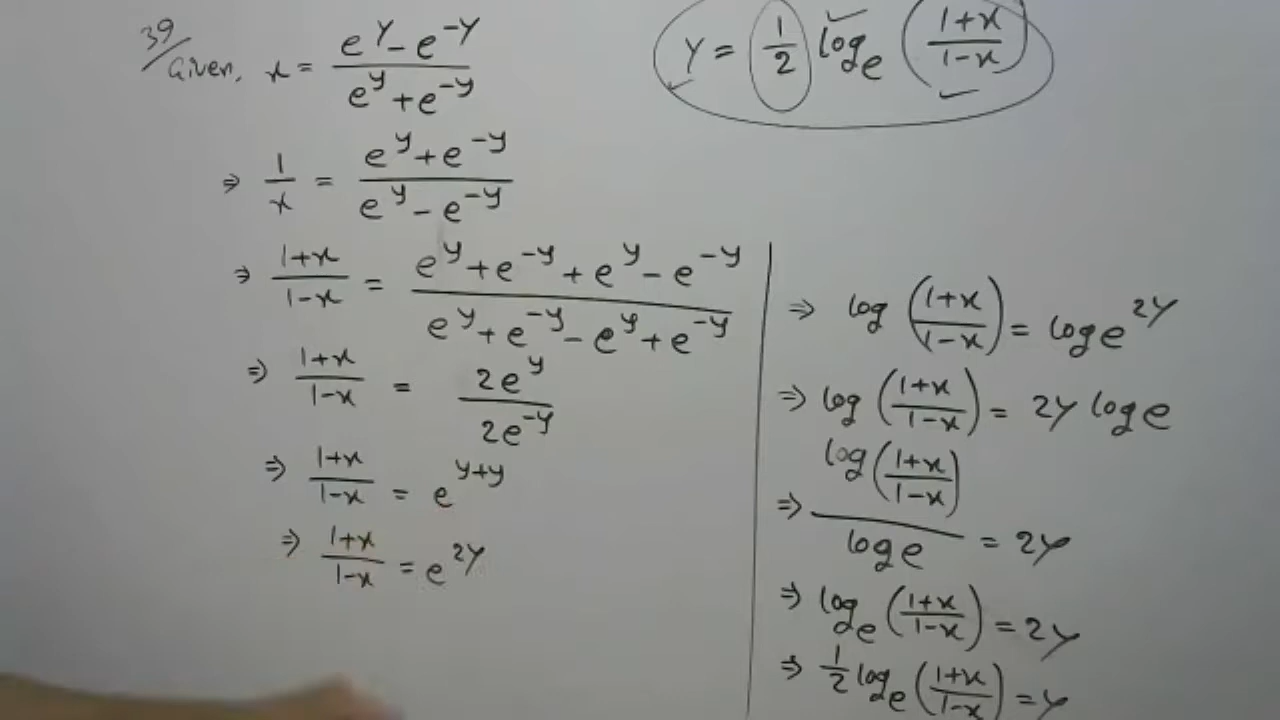 39/ Given, x = (e^y - e^-y)/(e^y + e^-y)
y = 1/2 log_e ((1+x)/(1-x))
⇒ 1/x = (e^y + e^-y)/(e^y - e^-y)
⇒ (1+x)/(1-x) = (e^y + e^-y + e^y - e^-y)/(e^y + e^-y - e^y + e^-y)
⇒ (1+x)/(1-x) = 2e^y/2e^-y
⇒ (1+x)/(1-x) = e^(y+y)
⇒ (1+x)/(1-x) = e^2y
⇒ log ((1+x)/(1-x)) = log e^2y
⇒ log ((1+x)/(1-x)) = 2y log e
⇒ log((1+x)/(1-x))/log e = 2y
⇒ log_e ((1+x)/(1-x)) = 2y
⇒ 1/2 log_e ((1+x)/(1-x)) = y